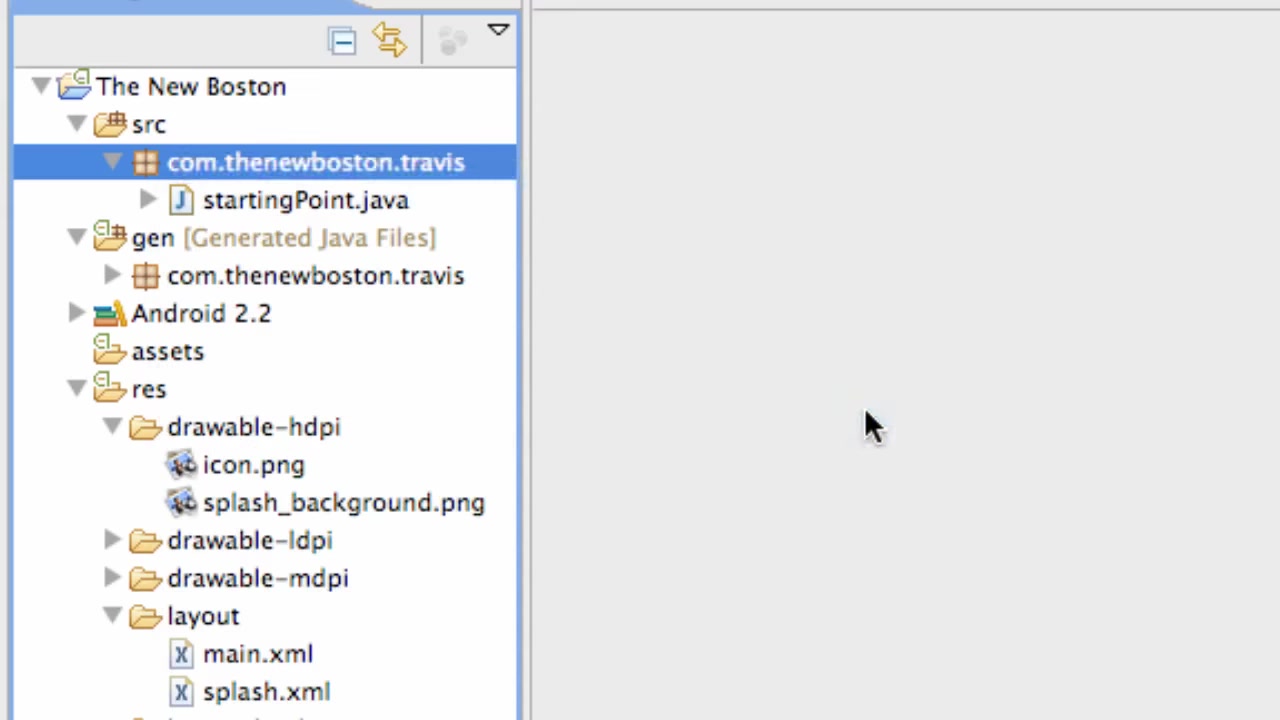 The New Boston
src
com.thenewboston.travis
startingPoint.java
gen [Generated Java Files]
com.thenewboston.travis
Android 2.2
assets
res
drawable-hdpi
icon.png
splash_background.png
drawable-ldpi
drawable-mdpi
layout
main.xml
splash.xml